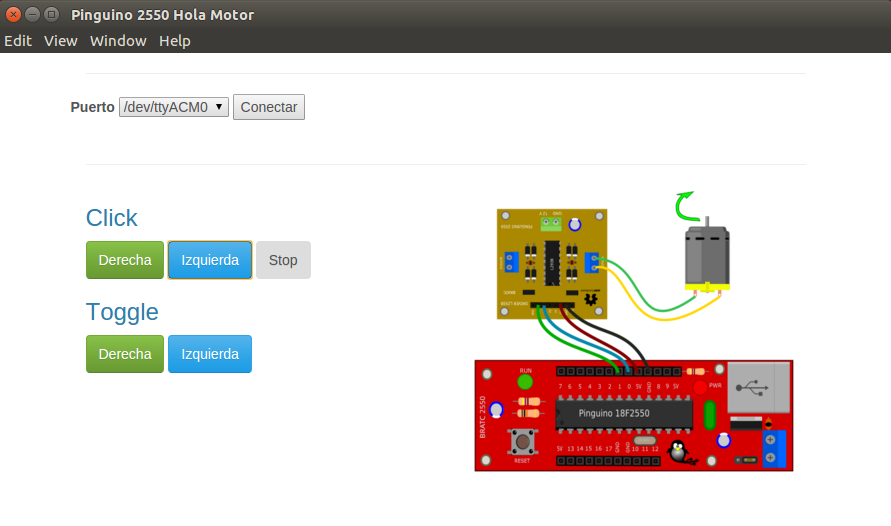 Pinguino 2550 Hola Motor
Edit View Window Help
Puerto /dev/ttyACM0 Conectar
Click
Derecha Izquierda Stop
Toggle
Derecha Izquierda
RUN
7 6 5 4 3 2 1 0 5V GND 8 9 5V
PWR
BRATC 2550
Pinguino 18F2550
RESET
5V 13 14 15 16 17 GND GND 10 11 12